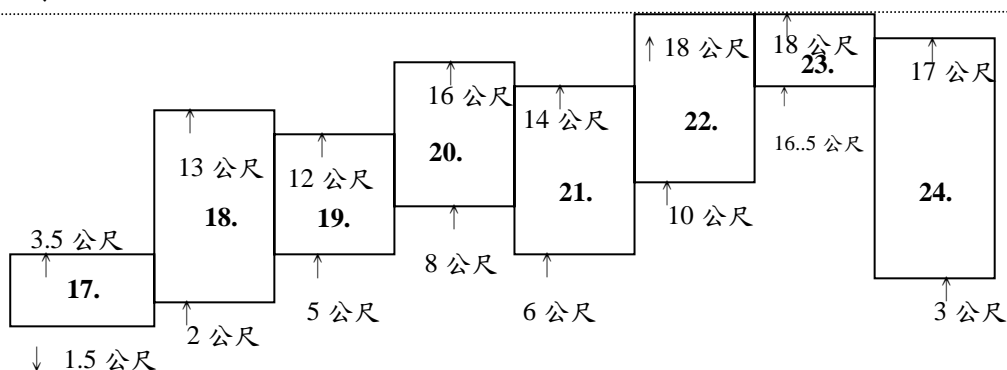 18 公尺 18 公尺
23.
17 公尺
16 公尺
14 公尺
22.
16..5 公尺
20.
13 公尺
12 公尺
21.
24.
18.
19.
10 公尺
3.5 公尺
8 公尺
17.
5 公尺
6 公尺
3 公尺
2 公尺
1.5 公尺